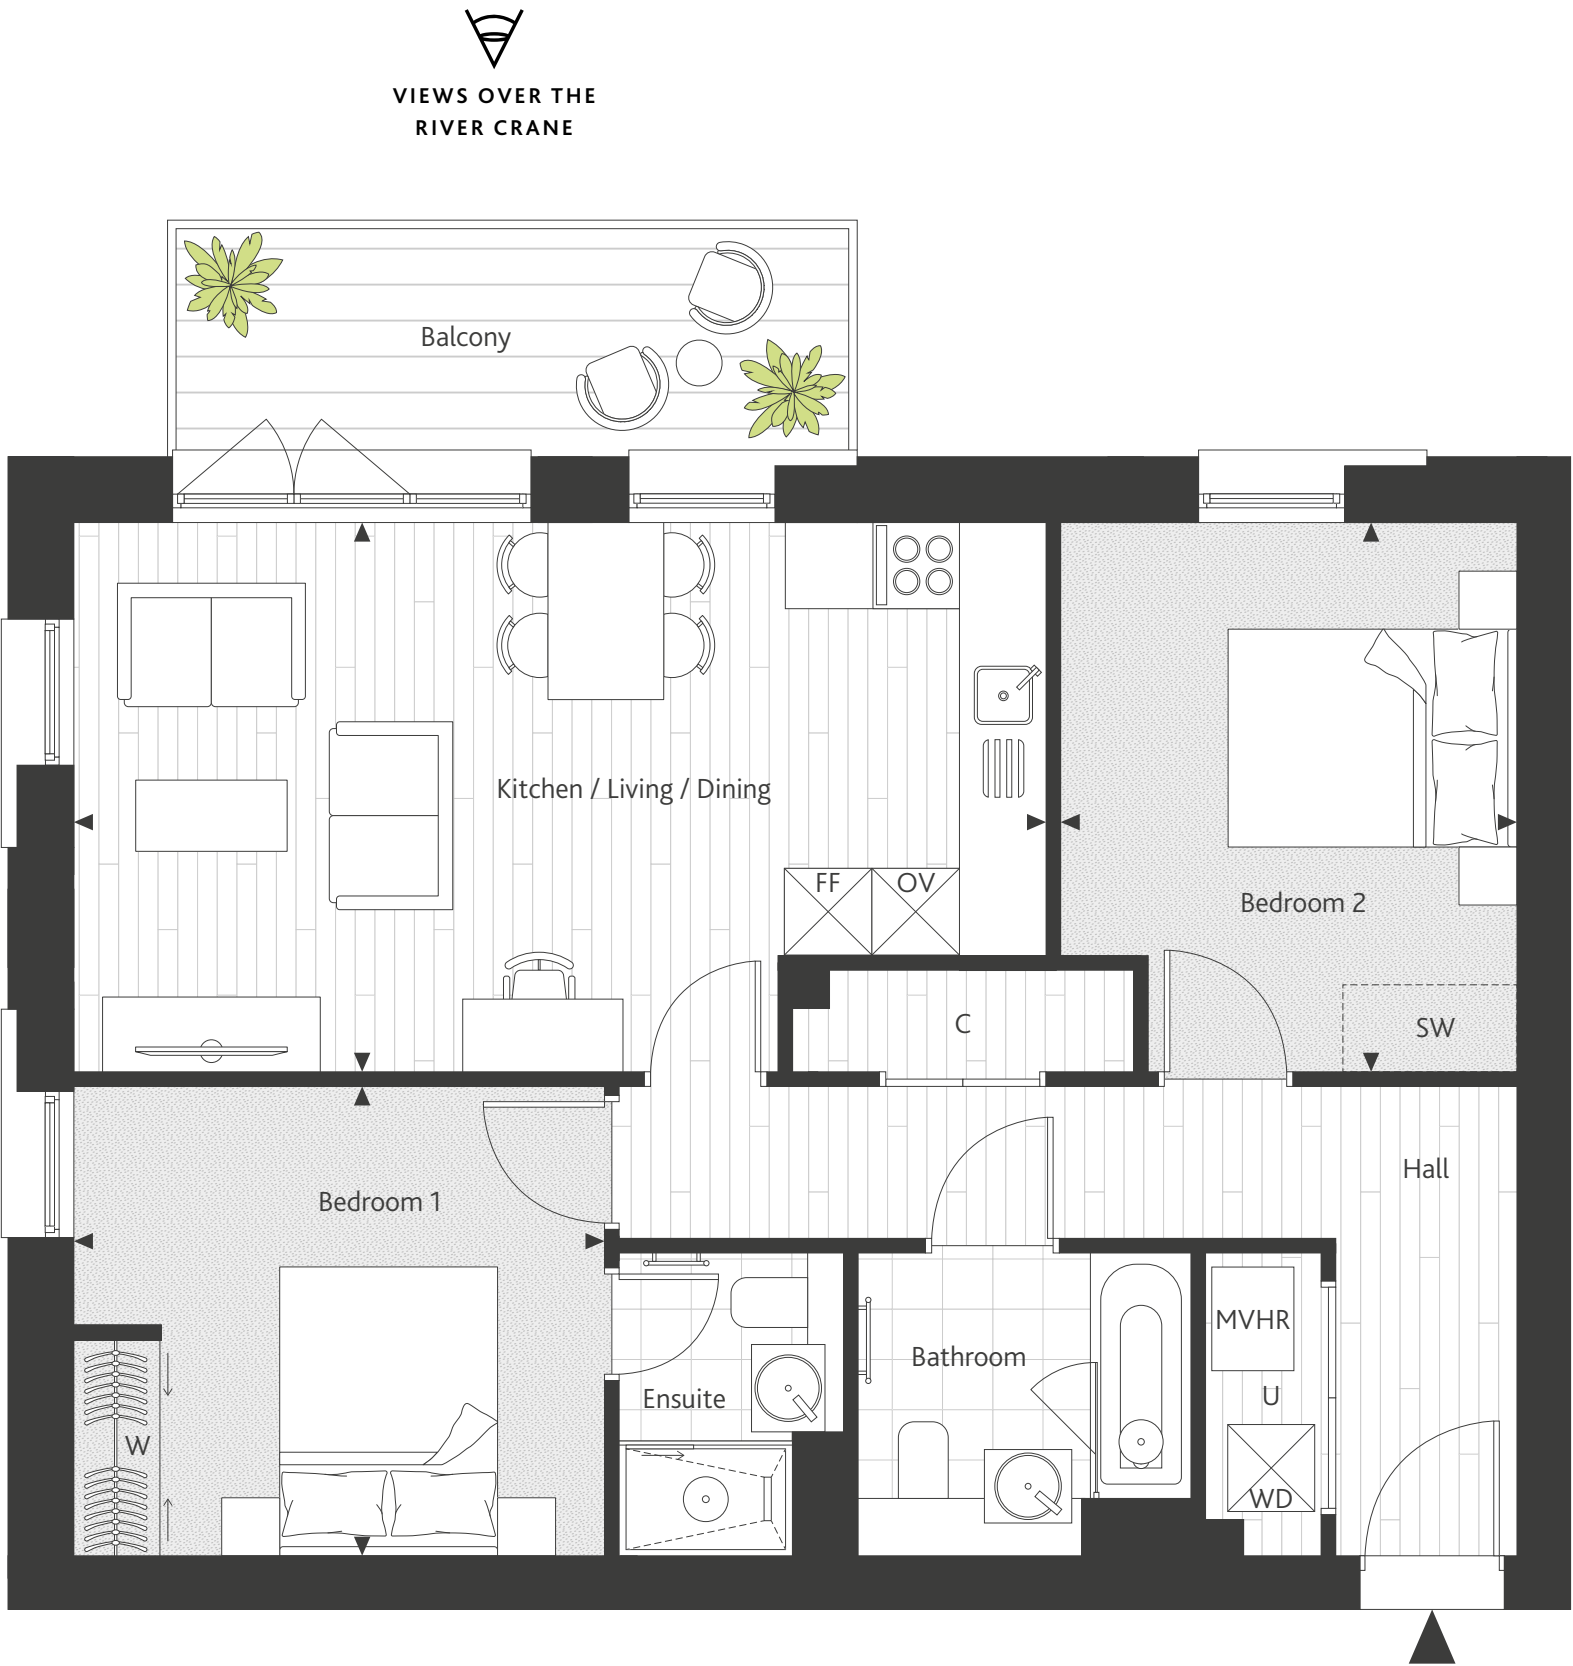 VIEWS OVER THE
RIVER CRANE
Balcony
Kitchen / Living / Dining
FF
OV
Bedroom 2
C
SW
Hall
Bedroom 1
MVHR
Bathroom
U
Ensuite
W
WD